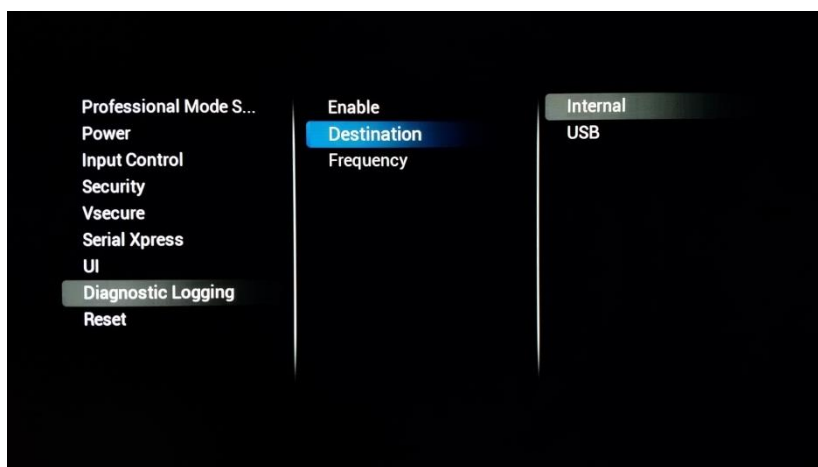 Professional Mode S...
Power
Input Control
Security
Vsecure
Serial Xpress
UI
Diagnostic Logging
Reset
Enable
Destination
Frequency
Internal
USB